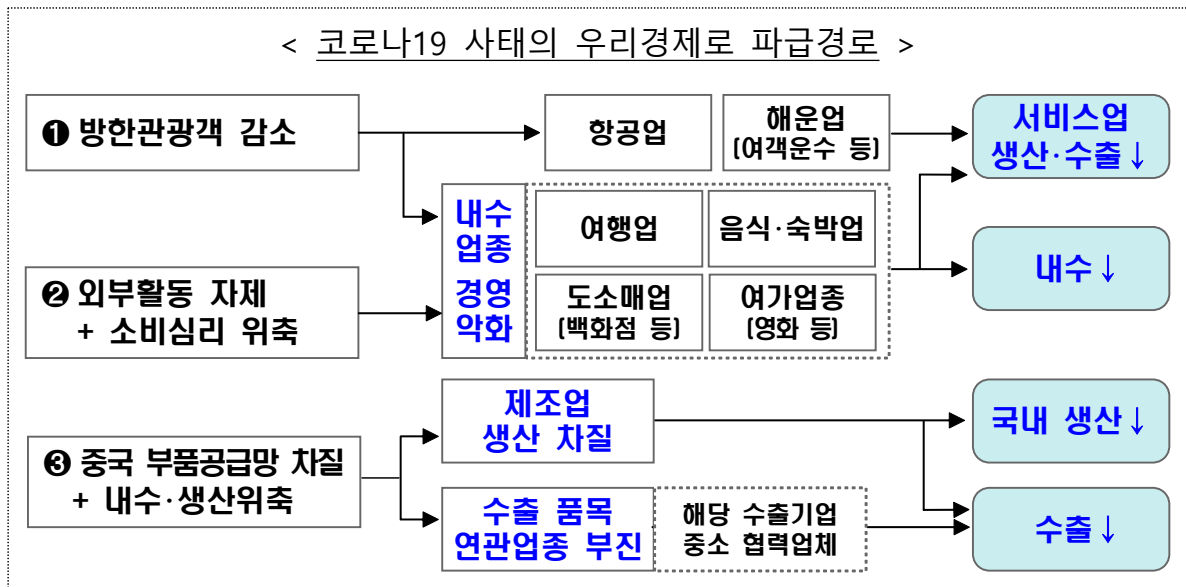 < 코로나19 사태의 우리경제로 파급경로 >
❶ 방한관광객 감소
항공업
해운업
(여객운수 등)
서비스업
생산·수출↓
내수
업종
경영
악화
여행업
음식·숙박업
도소매업
(백화점 등)
여가업종
(영화 등)
내수↓
❷ 외부활동 자제
+ 소비심리 위축
❸ 중국 부품공급망 차질
+ 내수·생산위축
제조업
생산 차질
국내 생산↓
수출 품목
연관업종 부진
해당 수출기업
중소 협력업체
수출↓